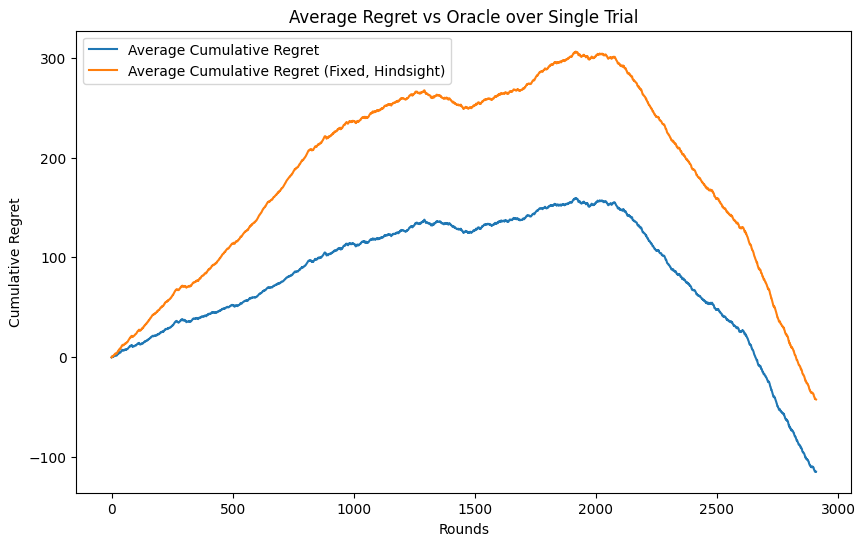 Average Regret vs Oracle over Single Trial
Average Cumulative Regret
Average Cumulative Regret (Fixed, Hindsight)
Cumulative Regret
300
200
100
0
−100
0 500 1000 1500 2000 2500 3000
Rounds